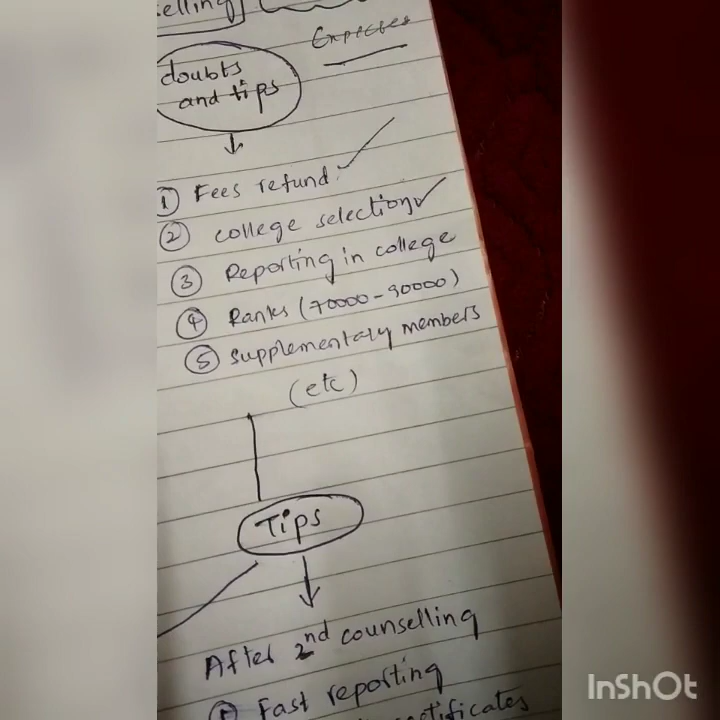 doubts
and tips
① Fees refund
② college selection
③ Reporting in college
④ Ranks (70000-90000)
⑤ supplementary members
(etc)
Tips
After 2nd counselling
Fast reporting
InShOt